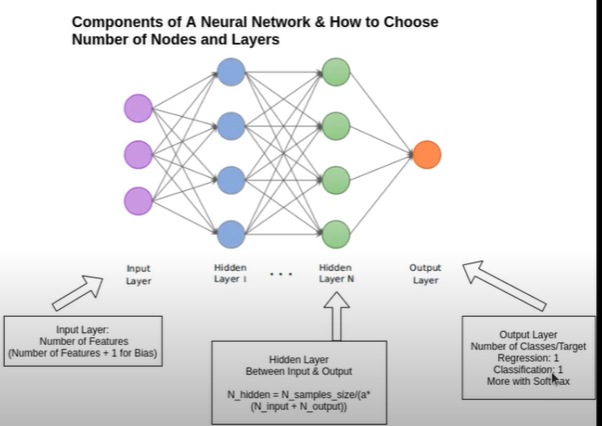 Components of A Neural Network & How to Choose
Number of Nodes and Layers
Input
Layer
Hidden
Layer 1
. . .
Hidden
Layer N
Output
Layer
Input Layer:
Number of Features
(Number of Features + 1 for Bias)
Hidden Layer
Between Input & Output
N_hidden = N_samples_size/(a*
(N_input + N_output))
Output Layer
Number of Classes/Target
Regression: 1
Classification: 1
More with Softmax